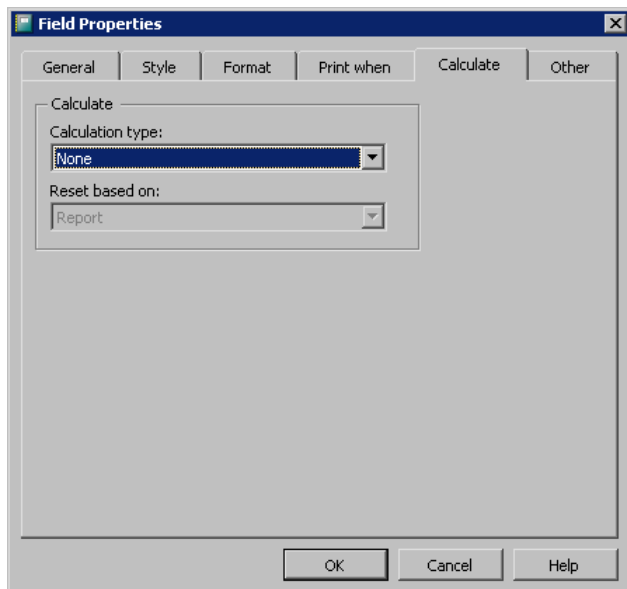 Field Properties
General Style Format Print when Calculate Other
Calculate
Calculation type:
None
Reset based on:
Report
OK Cancel Help